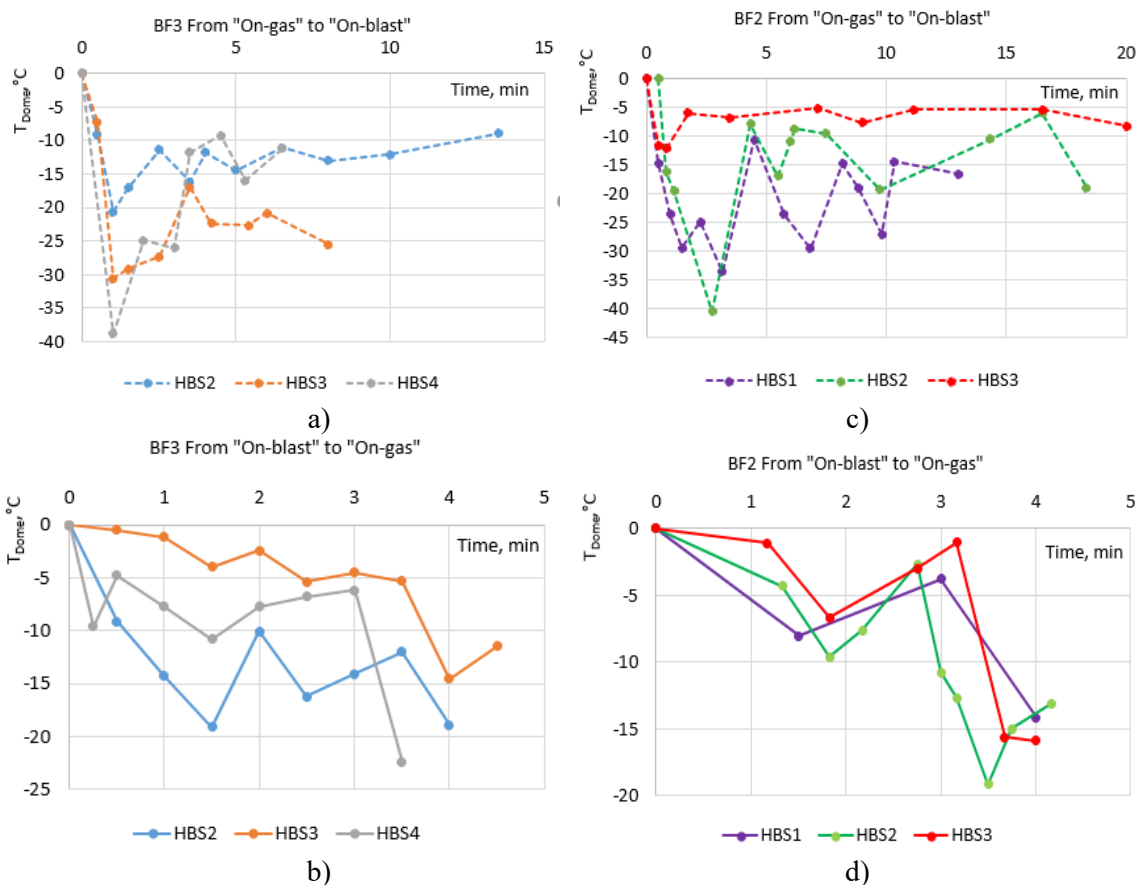 BF3 From "On-gas" to "On-blast"
0 5 10 15
Time, min
T_Dome, °C
0
-5
-10
-15
-20
-25
-30
-35
-40
HBS2 HBS3 HBS4
a)
BF2 From "On-gas" to "On-blast"
0 5 10 15 20
Time, min
T_Dome, °C
0
-5
-10
-15
-20
-25
-30
-35
-40
-45
HBS1 HBS2 HBS3
c)
BF3 From "On-blast" to "On-gas"
0 1 2 3 4 5
Time, min
T_Dome, °C
0
-5
-10
-15
-20
-25
HBS2 HBS3 HBS4
b)
BF2 From "On-blast" to "On-gas"
0 1 2 3 4 5
Time, min
T_Dome, °C
0
-5
-10
-15
-20
HBS1 HBS2 HBS3
d)